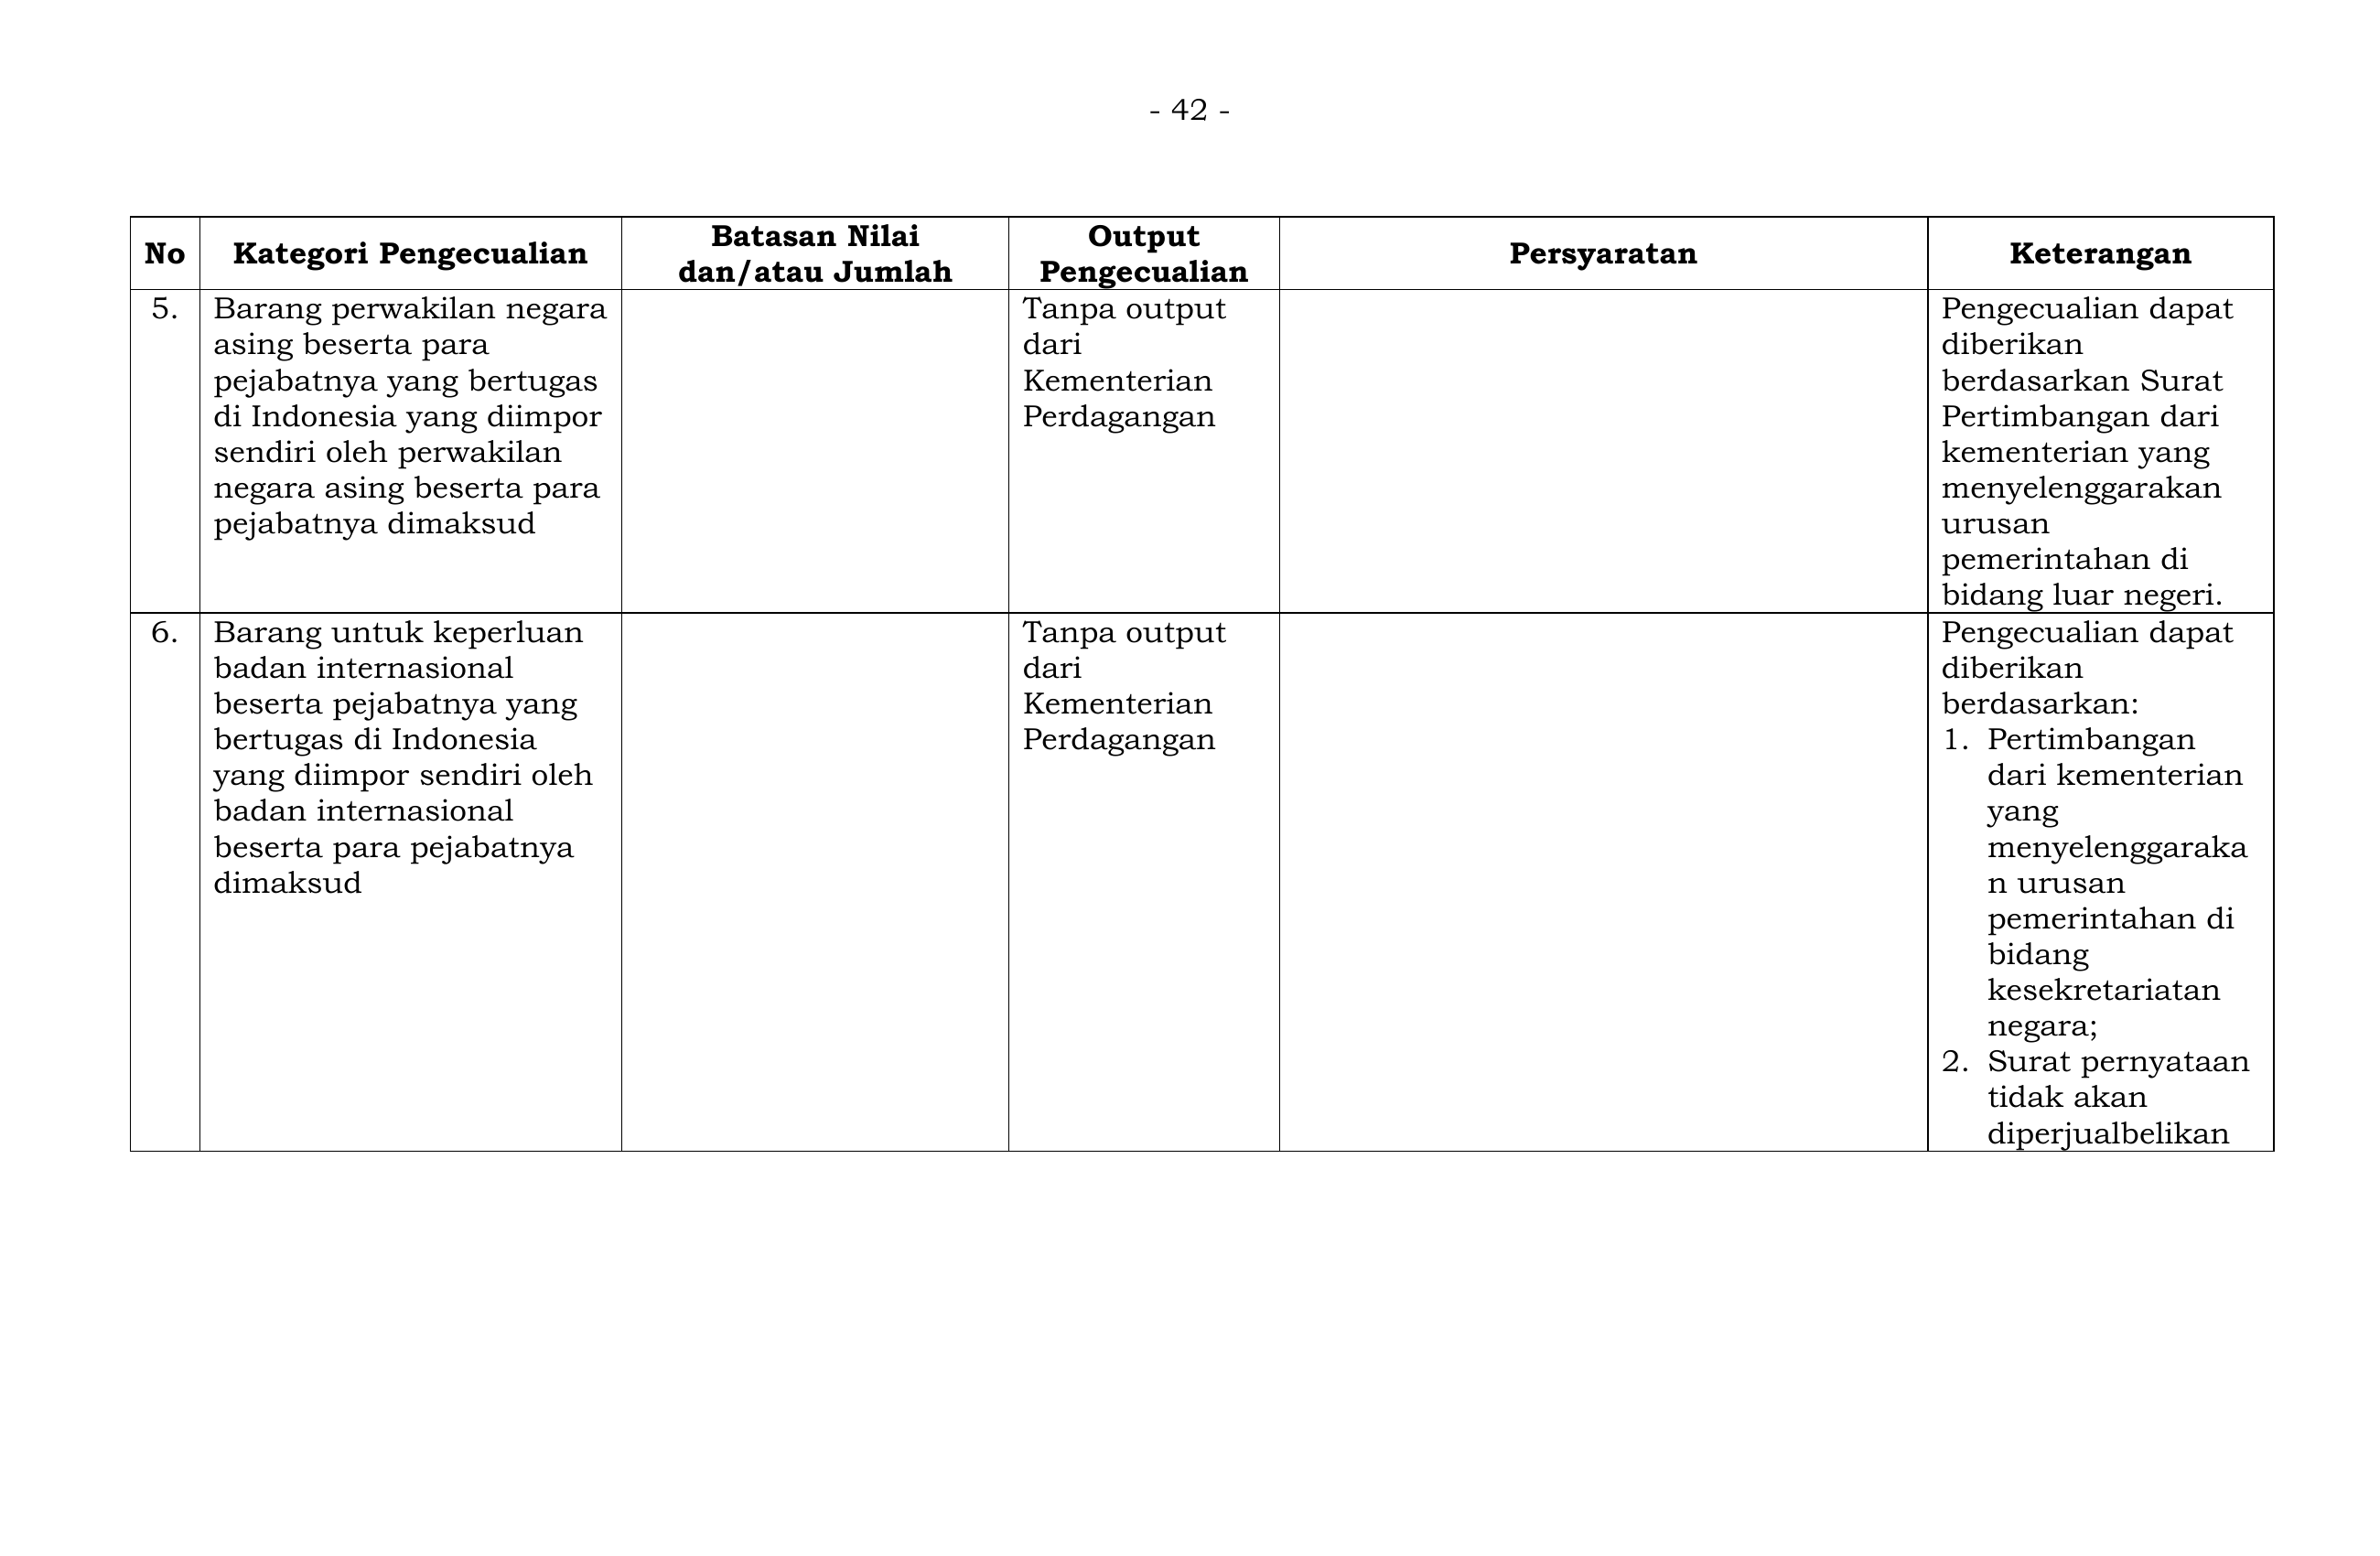 - 42 -
No
Kategori Pengecualian
Batasan Nilai
dan/atau Jumlah
Output
Pengecualian
Persyaratan
Keterangan
5.
Barang perwakilan negara
asing beserta para
pejabatnya yang bertugas
di Indonesia yang diimpor
sendiri oleh perwakilan
negara asing beserta para
pejabatnya dimaksud
Tanpa output
dari
Kementerian
Perdagangan
Pengecualian dapat
diberikan
berdasarkan Surat
Pertimbangan dari
kementerian yang
menyelenggarakan
urusan
pemerintahan di
bidang luar negeri.
6.
Barang untuk keperluan
badan internasional
beserta pejabatnya yang
bertugas di Indonesia
yang diimpor sendiri oleh
badan internasional
beserta para pejabatnya
dimaksud
Tanpa output
dari
Kementerian
Perdagangan
Pengecualian dapat
diberikan
berdasarkan:
1. Pertimbangan
dari kementerian
yang
menyelenggaraka
n urusan
pemerintahan di
bidang
kesekretariatan
negara;
2. Surat pernyataan
tidak akan
diperjualbelikan